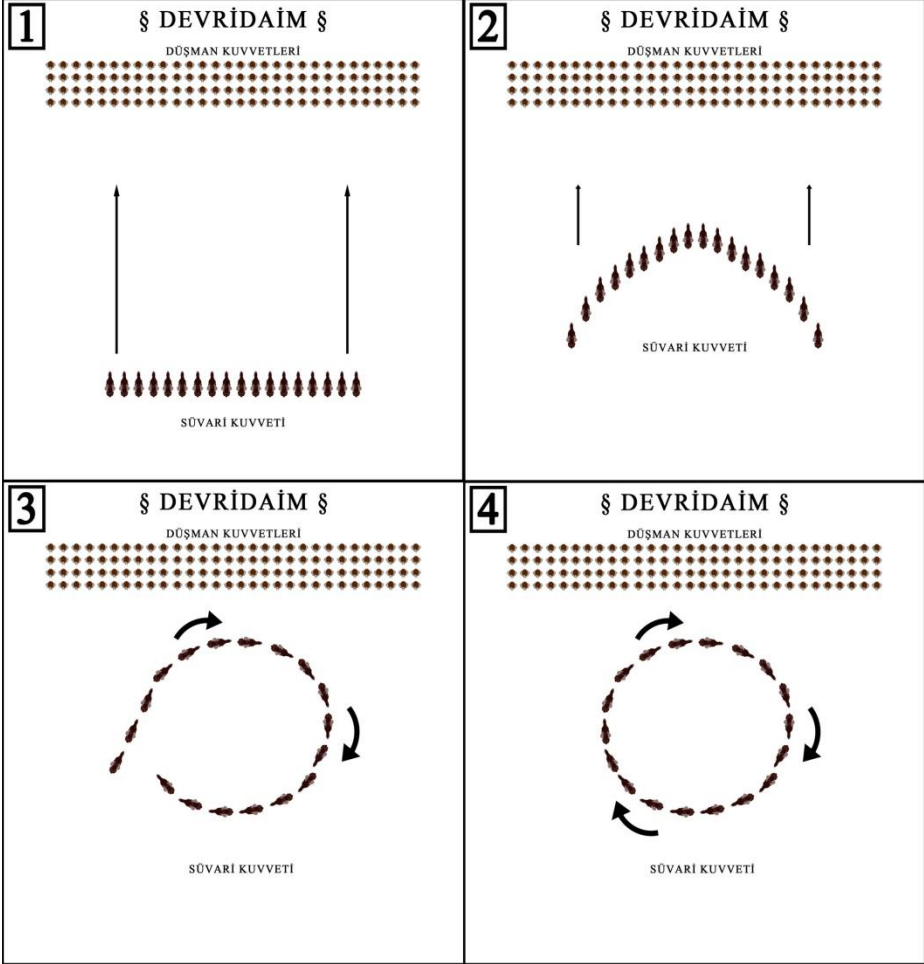 1
§ DEVRİDAİM §
DÜŞMAN KUVVETLERİ
SÜVARİ KUVVETİ
2
§ DEVRİDAİM §
DÜŞMAN KUVVETLERİ
SÜVARİ KUVVETİ
3
§ DEVRİDAİM §
DÜŞMAN KUVVETLERİ
SÜVARİ KUVVETİ
4
§ DEVRİDAİM §
DÜŞMAN KUVVETLERİ
SÜVARİ KUVVETİ